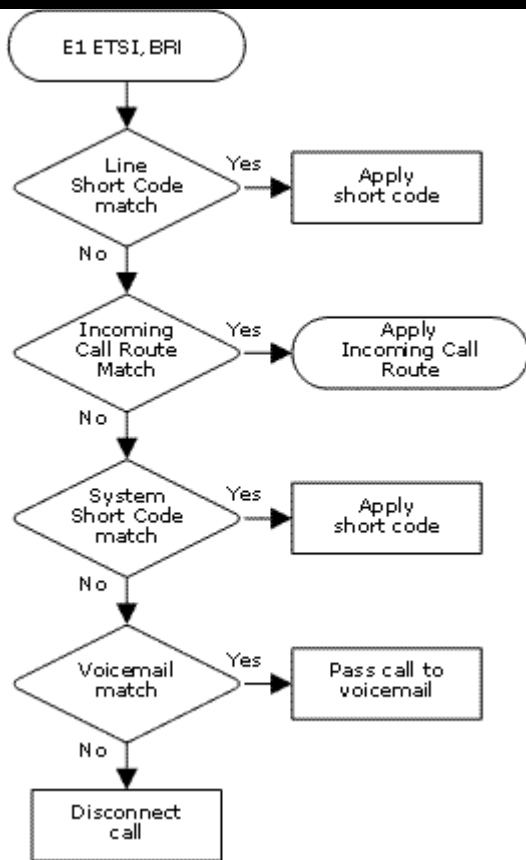 E1 ETSI, BRI
Line
Short Code
match
Yes
Apply
short code
No
Incoming
Call Route
Match
Yes
Apply
Incoming Call
Route
No
System
Short Code
match
Yes
Apply
short code
No
Voicemail
match
Yes
Pass call to
voicemail
No
Disconnect
call